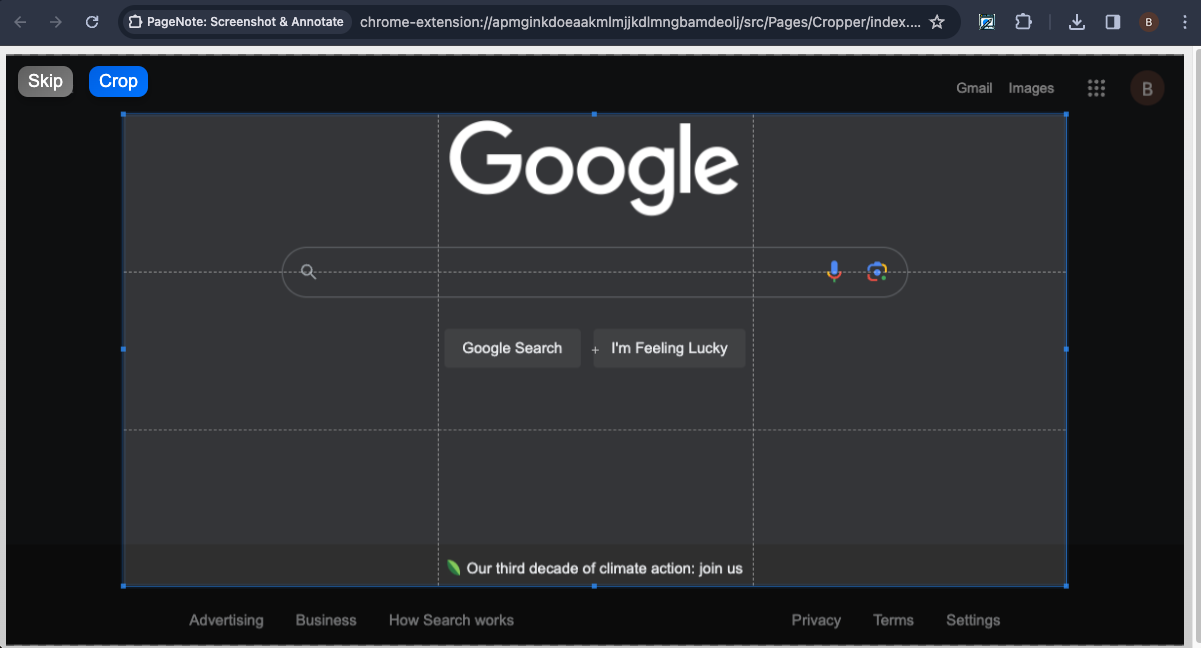 PageNote: Screenshot & Annotate chrome-extension://apmginkdoeaakmlmjjkdlmngbamdeolj/src/Pages/Cropper/index.... B
Skip Crop
Gmail Images B
Google
Google Search I'm Feeling Lucky
Our third decade of climate action: join us
Advertising Business How Search works Privacy Terms Settings